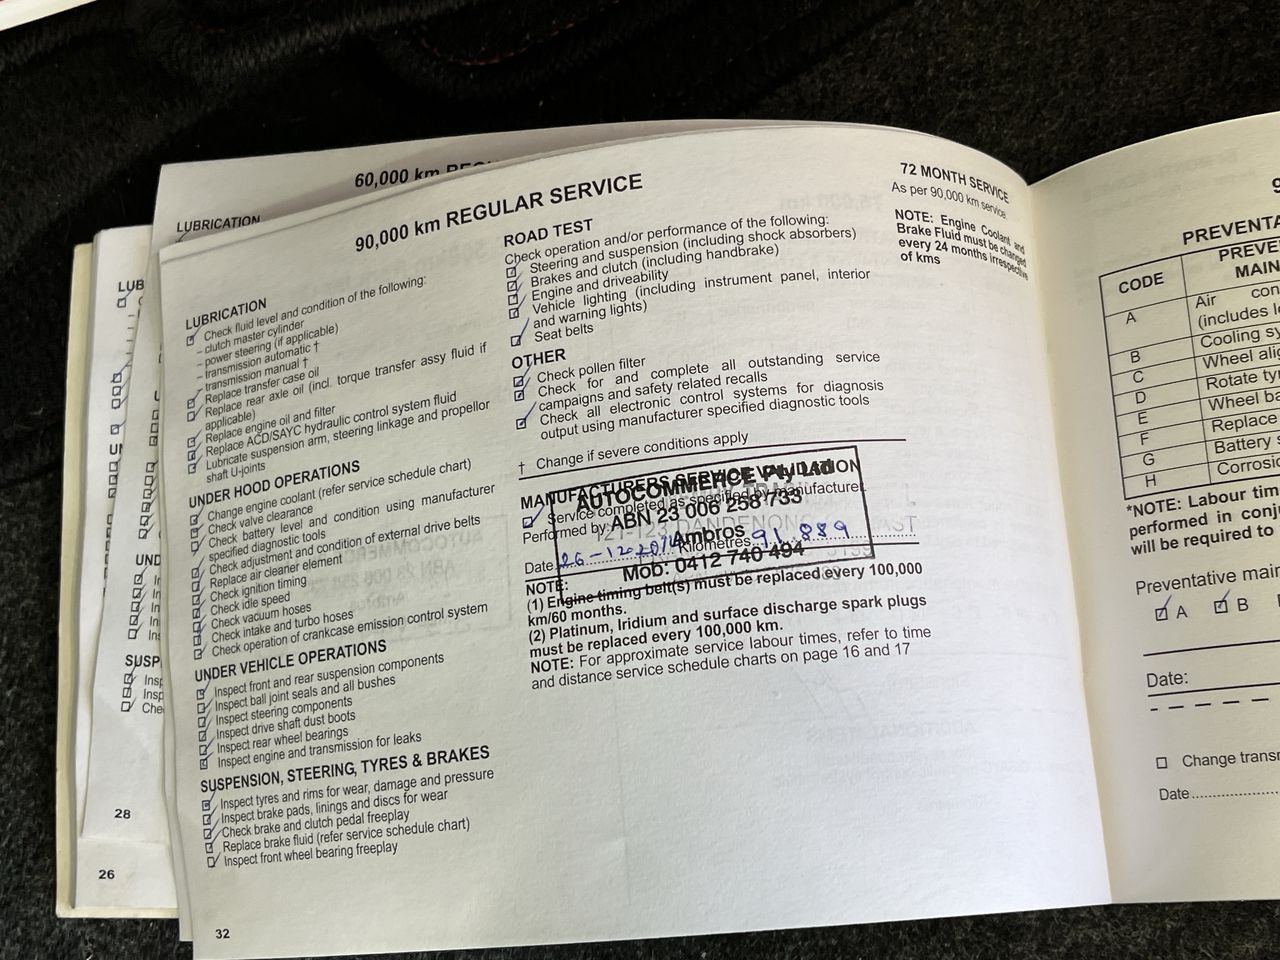 60,000 km
LUBRICATION
28
26
90,000 km REGULAR SERVICE
LUBRICATION
Check fluid level and condition of the following:
– clutch master cylinder
– power steering (if applicable)
– transmission automatic †
– transmission manual †
Replace transfer case oil
Replace rear axle oil (incl. torque transfer assy fluid if
applicable)
Replace engine oil and filter
Replace ACD/SAYC hydraulic control system fluid
Lubricate suspension arm, steering linkage and propellor
shaft U-joints
UNDER HOOD OPERATIONS
Change engine coolant (refer service schedule chart)
Check valve clearance
Check battery level and condition using manufacturer
specified diagnostic tools
Check adjustment and condition of external drive belts
Replace air cleaner element
Check ignition timing
Check idle speed
Check vacuum hoses
Check intake and turbo hoses
Check operation of crankcase emission control system
UNDER VEHICLE OPERATIONS
Inspect front and rear suspension components
Inspect ball joint seals and all bushes
Inspect steering components
Inspect drive shaft dust boots
Inspect rear wheel bearings
Inspect engine and transmission for leaks
SUSPENSION, STEERING, TYRES & BRAKES
Inspect tyres and rims for wear, damage and pressure
Inspect brake pads, linings and discs for wear
Check brake and clutch pedal freeplay
Replace brake fluid (refer service schedule chart)
Inspect front wheel bearing freeplay
32
ROAD TEST
Check operation and/or performance of the following:
Steering and suspension (including shock absorbers)
Brakes and clutch (including handbrake)
Engine and driveability
Vehicle lighting (including instrument panel, interior
and warning lights)
Seat belts
OTHER
Check pollen filter
Check for and complete all outstanding service
campaigns and safety related recalls
Check all electronic control systems for diagnosis
output using manufacturer specified diagnostic tools
† Change if severe conditions apply
MANUFACTURERS SERVICE VALIDATION
AUTOCOMMERCE Pty Ltd
Service completed as specified by manufacturer
ABN 23 006 258 733
Performed by
121-123 DANDENONG
Ambros
Date 26-12-201 Kilometres 91.889
Mob: 0412 740 494
NOTE:
(1) Engine timing belt(s) must be replaced every 100,000
km/60 months.
(2) Platinum, Iridium and surface discharge spark plugs
must be replaced every 100,000 km.
NOTE: For approximate service labour times, refer to time
and distance service schedule charts on page 16 and 17
72 MONTH SERVICE
As per 90,000 km service
NOTE: Engine Coolant and
Brake Fluid must be changed
every 24 months irrespective
of kms
PREVENTA
CODE
PREVE
MAIN
A Air con
(includes
B Cooling sy
C Wheel alig
D Rotate tyr
E Wheel ba
F Replace
G Battery
H Corrosio
*NOTE: Labour tim
performed in conj
will be required to
Preventative main
A B
Date:
Change transm
Date